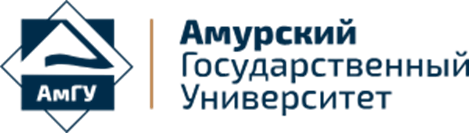 АмГУ
Амурский
Государственный
Университет